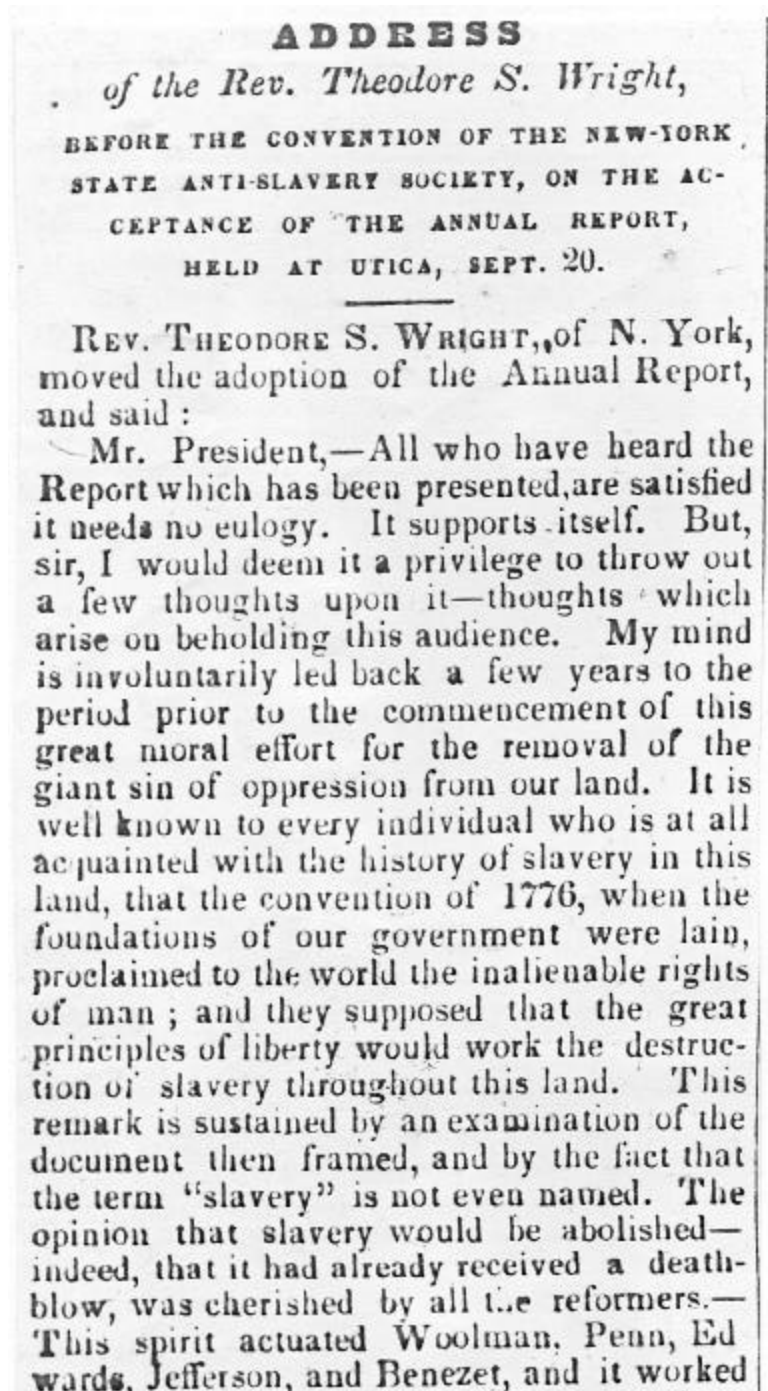 ADDRESS
of the Rev. Theodore S. Wright,
BEFORE THE CONVENTION OF THE NEW-YORK
STATE ANTI-SLAVERY SOCIETY, ON THE AC-
CEPTANCE OF THE ANNUAL REPORT,
HELD AT UTICA, SEPT. 20.
REV. THEODORE S. WRIGHT, of N. York,
moved the adoption of the Annual Report,
and said :
Mr. President,—All who have heard the
Report which has been presented, are satisfied
it needs no eulogy. It supports itself. But,
sir, I would deem it a privilege to throw out
a few thoughts upon it—thoughts which
arise on beholding this audience. My mind
is involuntarily led back a few years to the
period prior to the commencement of this
great moral effort for the removal of the
giant sin of oppression from our land. It is
well known to every individual who is at all
acquainted with the history of slavery in this
land, that the convention of 1776, when the
foundations of our government were lain,
proclaimed to the world the inalienable rights
of man ; and they supposed that the great
principles of liberty would work the destruc-
tion of slavery throughout this land. This
remark is sustained by an examination of the
document then framed, and by the fact that
the term "slavery" is not even named. The
opinion that slavery would be abolished—
indeed, that it had already received a death-
blow, was cherished by all the reformers.—
This spirit actuated Woolman, Penn, Ed
wards, Jefferson, and Benezet, and it worked